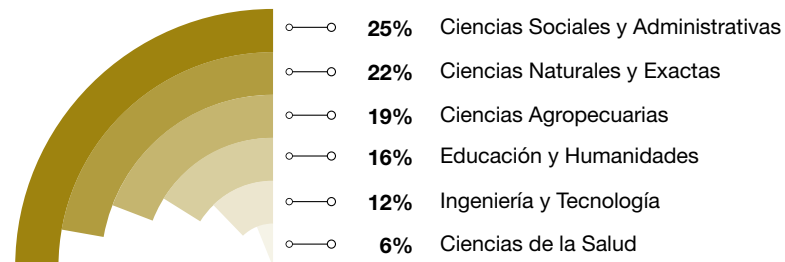 25% Ciencias Sociales y Administrativas
22% Ciencias Naturales y Exactas
19% Ciencias Agropecuarias
16% Educación y Humanidades
12% Ingeniería y Tecnología
6% Ciencias de la Salud